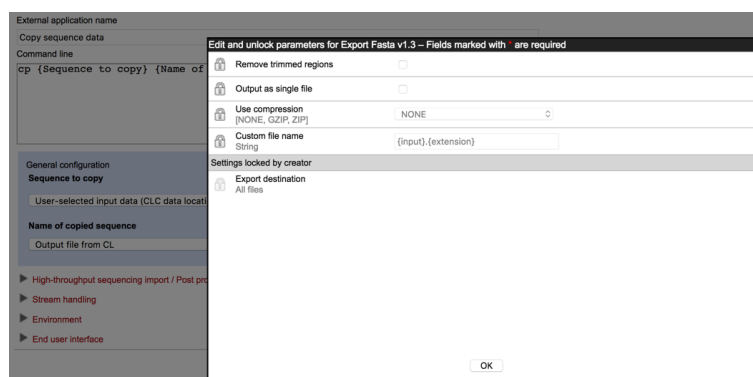 External application name
Copy sequence data
Command line
cp {Sequence to copy} {Name of
General configuration
Sequence to copy
User-selected input data (CLC data locati
Name of copied sequence
Output file from CL
High-throughput sequencing import / Post pro
Stream handling
Environment
End user interface
Edit and unlock parameters for Export Fasta v1.3 – Fields marked with * are required
Remove trimmed regions
Output as single file
Use compression
[NONE, GZIP, ZIP]
NONE
Custom file name
String
{input}.{extension}
Settings locked by creator
Export destination
All files
OK